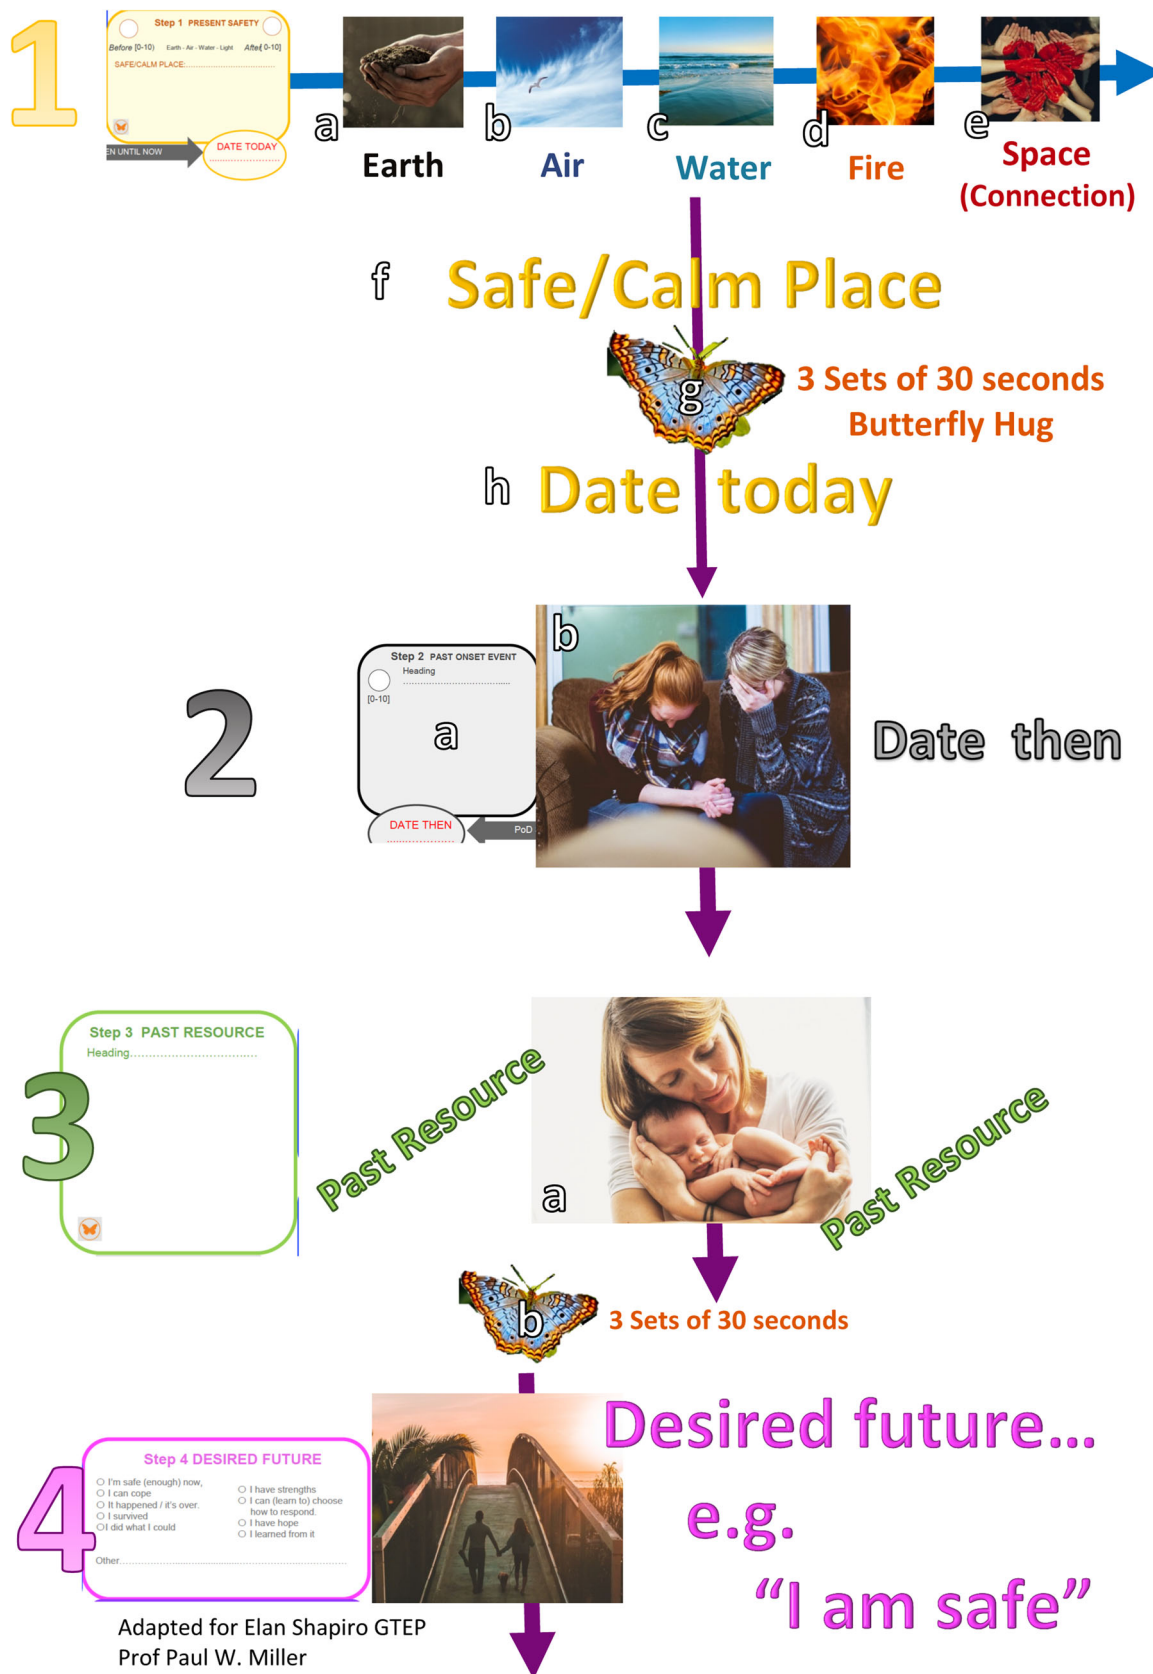 1
Step 1 PRESENT SAFETY
Before [0-10) Earth - Air - Water - Light After[ 0-10]
SAFE/CALM PLACE:
EN UNTIL NOW
DATE TODAY
a
b
c
d
e
Earth
Air
Water
Fire
Space
(Connection)
f
Safe/Calm Place
g
3 Sets of 30 seconds
Butterfly Hug
h
Date today
2
Step 2 PAST ONSET EVENT
Heading
[0-10]
a
DATE THEN
PoD
b
Date then
3
Step 3 PAST RESOURCE
Heading
Past Resource
a
Past Resource
b
3 Sets of 30 seconds
4
Step 4 DESIRED FUTURE
I'm safe (enough) now,
I can cope
It happened / it's over.
I survived
I did what I could
I have strengths
I can (learn to) choose
how to respond.
I have hope
I learned from it
Other
Desired future...
e.g.
“I am safe”
Adapted for Elan Shapiro GTEP
Prof Paul W. Miller